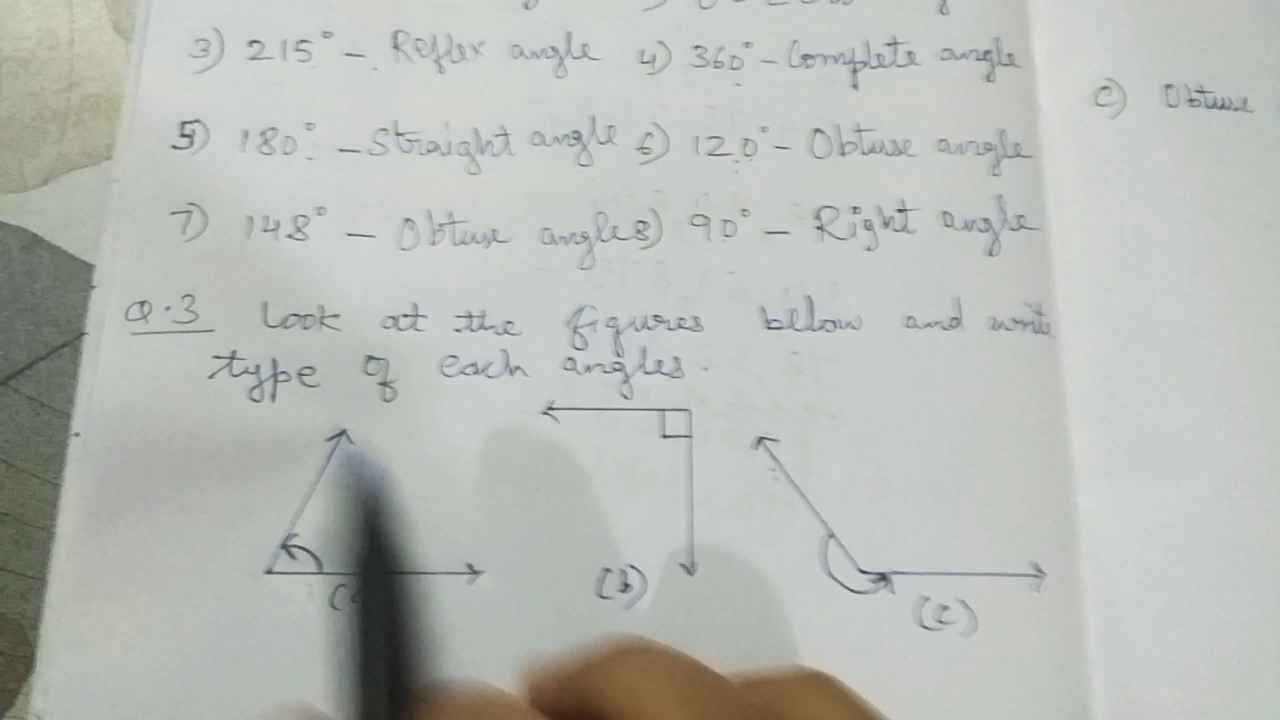 3) 215° - Reflex angle 4) 360° - Complete angle
c) Obtuse
5) 180° - Straight angle 6) 120° - Obtuse angle
7) 148° - Obtuse angle 8) 90° - Right angle
Q.3 Look at the figures below and write
type of each angles.
(b)
(c)